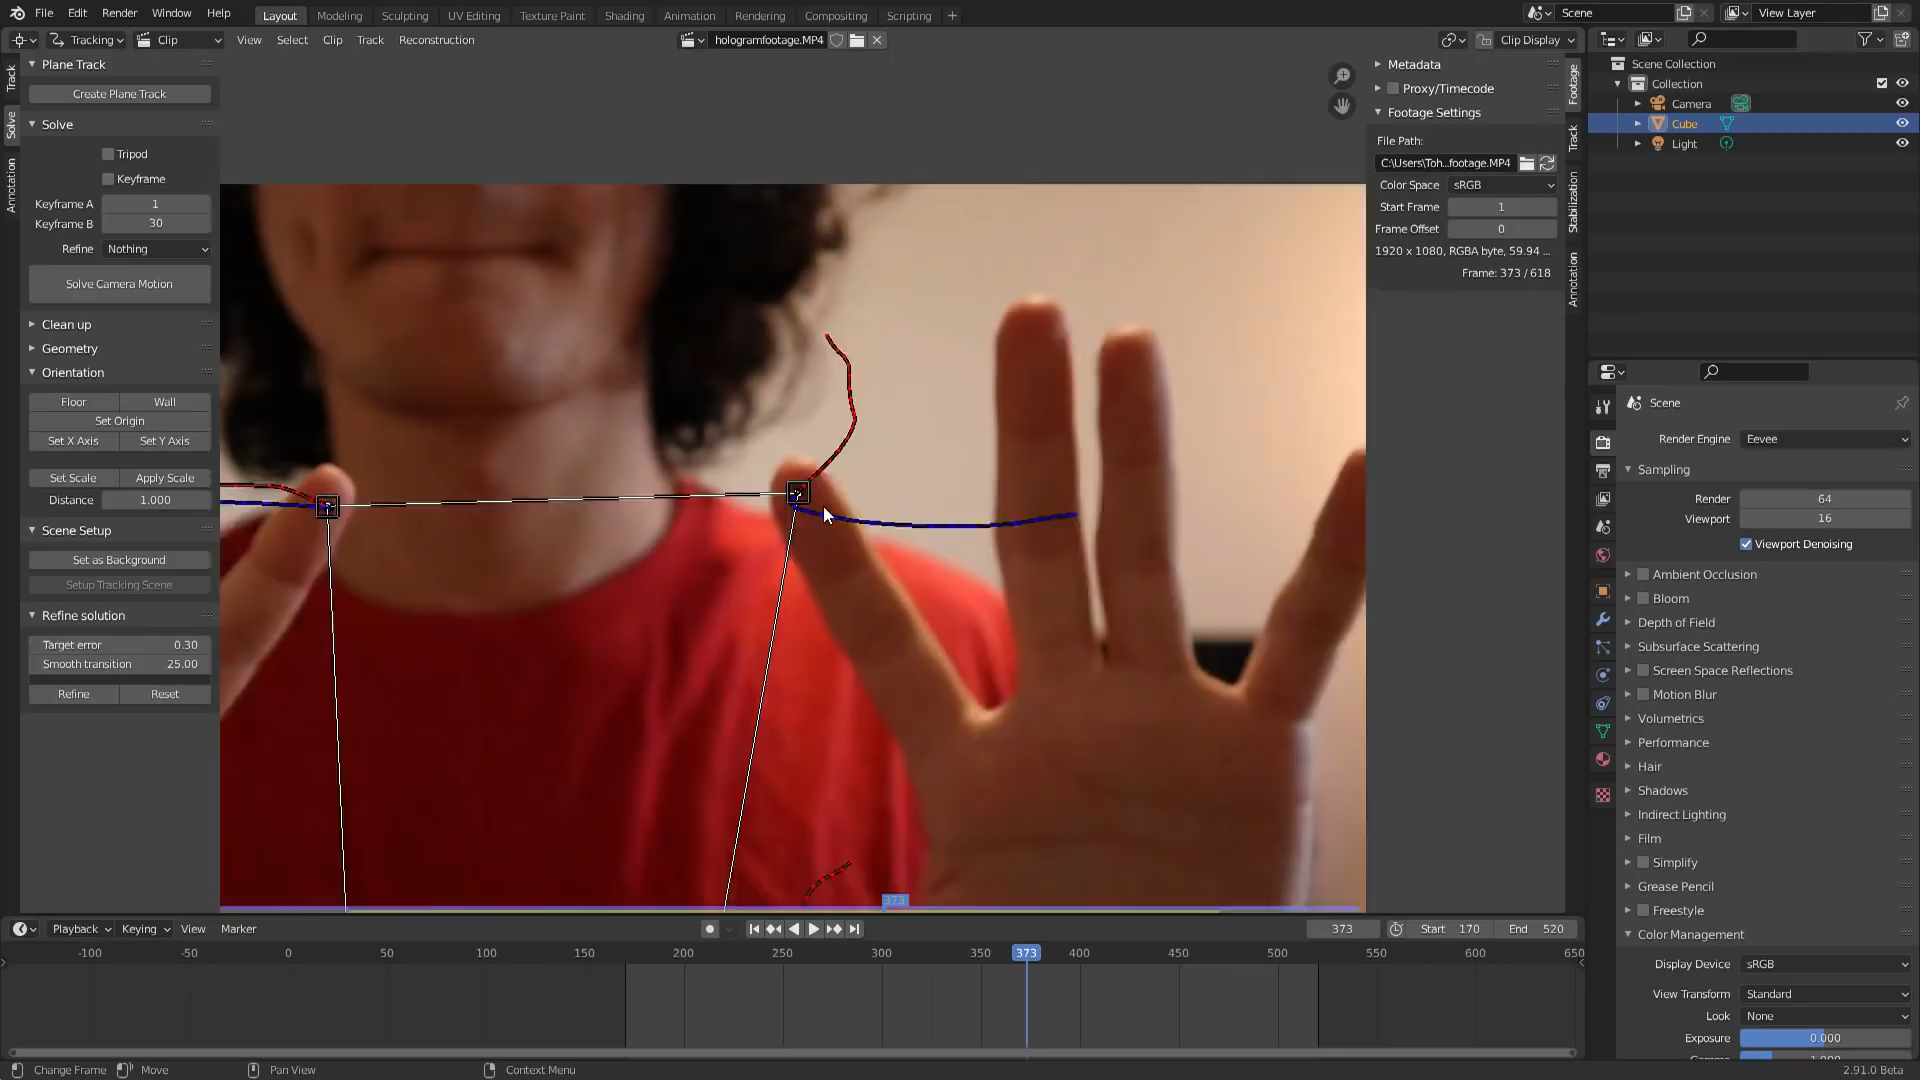 File Edit Render Window Help
Layout Modeling Sculpting UV Editing Texture Paint Shading Animation Rendering Compositing Scripting +
Scene View Layer
Tracking Clip View Select Clip Track Reconstruction
hologramfootage.MP4
Clip Display
Track
Solve
Annotation
Plane Track
Create Plane Track
Solve
Tripod
Keyframe
Keyframe A 1
Keyframe B 30
Refine Nothing
Solve Camera Motion
Clean up
Geometry
Orientation
Floor Wall
Set Origin
Set X Axis Set Y Axis
Set Scale Apply Scale
Distance 1.000
Scene Setup
Set as Background
Setup Tracking Scene
Refine solution
Target error 0.30
Smooth transition 25.00
Refine Reset
373
Metadata
Proxy/Timecode
Footage Settings
File Path:
C:\Users\Toh...footage.MP4
Color Space sRGB
Start Frame 1
Frame Offset 0
1920 x 1080, RGBA byte, 59.94 ...
Frame: 373 / 618
Footage
Track
Stabilization
Annotation
Scene Collection
Collection
Camera
Cube
Light
Scene
Render Engine Eevee
Sampling
Render 64
Viewport 16
Viewport Denoising
Ambient Occlusion
Bloom
Depth of Field
Subsurface Scattering
Screen Space Reflections
Motion Blur
Volumetrics
Performance
Hair
Shadows
Indirect Lighting
Film
Simplify
Grease Pencil
Freestyle
Color Management
Display Device sRGB
View Transform Standard
Look None
Exposure 0.000
Playback Keying View Marker
373 Start 170 End 520
-100 -50 0 50 100 150 200 250 300 350 373 400 450 500 550 600 650
Change Frame Move Pan View Context Menu
2.91.0 Beta